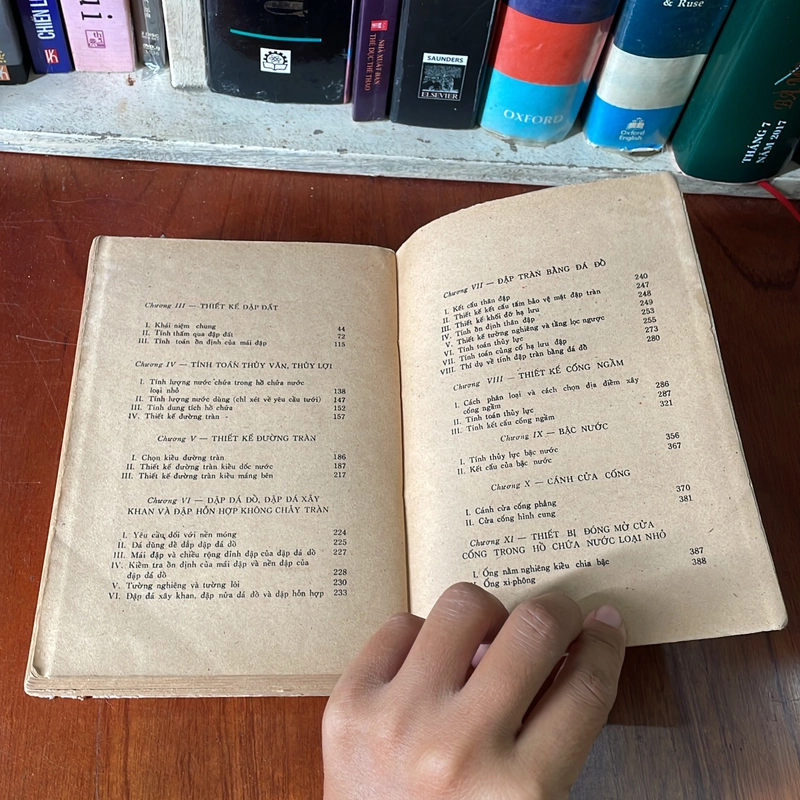 CHIẾN L
NHÀ XUẤT BẢN
THỂ DỤC THỂ THAO
SAUNDERS
ELSEVIER
OXFORD
& Ruse
Oxford
English
THÁNG 7
NĂM 2017
Chương III — THIẾT KẾ ĐẬP ĐẤT
I. Khái niệm chung 44
II. Tính thấm qua đập đất 72
III. Tính toán ổn định của mái đập 115
Chương IV — TÍNH TOÁN THỦY VĂN, THỦY LỢI
I. Tính lượng nước chứa trong hồ chứa nước
loại nhỏ 138
II. Tính lượng nước dùng (chỉ xét về yêu cầu tưới) 147
III. Tính dung tích hồ chứa 152
IV. Thiết kế đường tràn 157
Chương V — THIẾT KẾ ĐƯỜNG TRÀN
I. Chọn kiểu đường tràn 186
II. Thiết kế đường tràn kiểu dốc nước 187
III. Thiết kế đường tràn kiểu máng bên 217
Chương VI — ĐẬP ĐÁ ĐỔ, ĐẬP ĐÁ XÂY
KHAN VÀ ĐẬP HỖN HỢP KHÔNG CHẢY TRÀN
I. Yêu cầu đối với nền móng 224
II. Đá dùng để đắp đập đá đổ 225
III. Mái đập và chiều rộng đỉnh đập của đập đá đổ 227
IV. Kiểm tra ổn định của mái đập và nền đập của
đập đá đổ 228
V. Tường nghiêng và tường lõi 230
VI. Đập đá xây khan, đập nửa đá đổ và đập hỗn hợp 233
Chương VII — ĐẬP TRÀN BẰNG ĐÁ ĐỔ
I. Kết cấu thân đập 240
II. Thiết kế kết cấu tấm bảo vệ mặt đập tràn 247
III. Thiết kế khối đỡ hạ lưu 248
IV. Tính ổn định thân đập 249
V. Thiết kế tường nghiêng và tầng lọc ngược 253
VI. Tính toán thủy lực 255
VII. Tính toán củng cố hạ lưu đập 273
VIII. Thí dụ về tính đập tràn bằng đá đổ 280
Chương VIII — THIẾT KẾ CỐNG NGẦM
I. Cách phân loại và cách chọn địa điểm xây
cống ngầm 286
II. Tính toán thủy lực 287
III. Tính kết cấu cống ngầm 321
Chương IX — BẬC NƯỚC
I. Tính thủy lực bậc nước 356
II. Kết cấu của bậc nước 367
Chương X — CÁNH CỬA CỐNG
I. Cánh cửa cống phẳng 370
II. Cửa cống hình cung 381
Chương XI — THIẾT BỊ ĐÓNG MỞ CỬA
CỐNG TRONG HỒ CHỨA NƯỚC LOẠI NHỎ
I. Ống nằm nghiêng kiểu chia bậc 387
Ống xi-phông 388